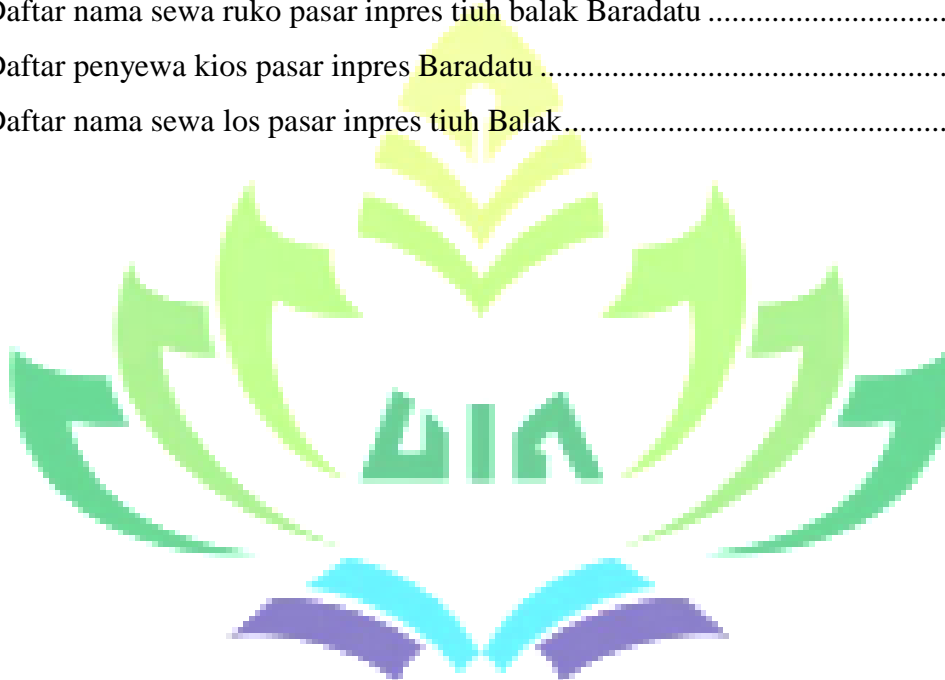 Daftar nama sewa ruko pasar inpres tiuh balak Baradatu ..............................
Daftar penyewa kios pasar inpres Baradatu ...................................................
Daftar nama sewa los pasar inpres tiuh Balak................................................
UIN